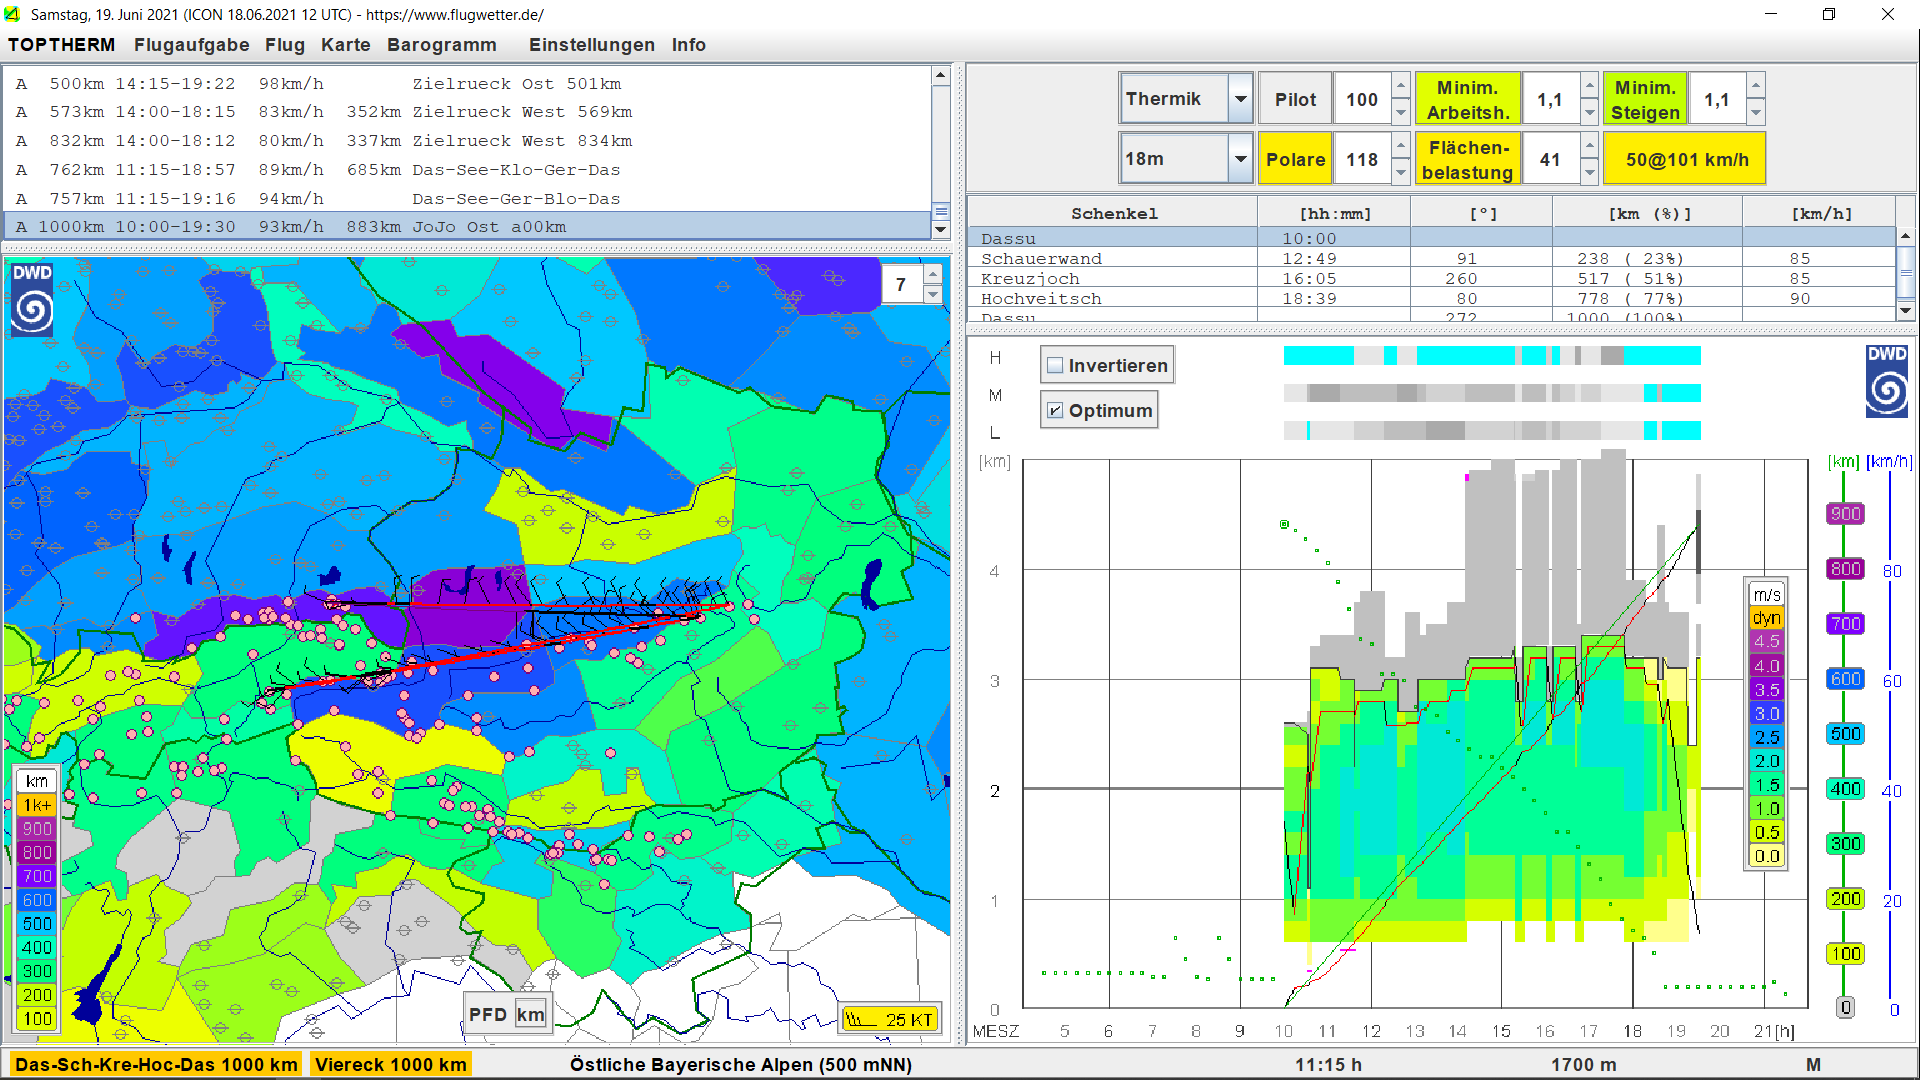 Samstag, 19. Juni 2021 (ICON 18.06.2021 12 UTC) - https://www.flugwetter.de/
TOPTHERM Flugaufgabe Flug Karte Barogramm Einstellungen Info
A 500km 14:15-19:22 98km/h Zielrueck Ost 501km
A 573km 14:00-18:15 83km/h 352km Zielrueck West 569km
A 832km 14:00-18:12 80km/h 337km Zielrueck West 834km
A 762km 11:15-18:57 89km/h 685km Das-See-Klo-Ger-Das
A 757km 11:15-19:16 94km/h Das-See-Ger-Blo-Das
A 1000km 10:00-19:30 93km/h 883km JoJo Ost a00km
Thermik Pilot 100 Minim. Arbeitsh. 1,1 Minim. Steigen 1,1
18m Polare 118 Flächen-belastung 41 50@101 km/h
Schenkel [hh:mm] [°] [km (%)] [km/h]
Dassu 10:00
Schauerwand 12:49 91 238 ( 23%) 85
Kreuzjoch 16:05 260 517 ( 51%) 85
Hochveitsch 18:39 80 778 ( 77%) 90
Dassu 272 1000 (100%)
DWD
7
km
1k+
900
800
700
600
500
400
300
200
100
PFD km
25 KT
H
M
L
Invertieren
Optimum
DWD
[km]
4
3
2
1
0
MESZ 5 6 7 8 9 10 11 12 13 14 15 16 17 18 19 20 21 [h]
m/s
dyn
4.5
4.0
3.5
3.0
2.5
2.0
1.5
1.0
0.5
0.0
[km] [km/h]
900
800 80
700
600 60
500
400 40
300
200 20
100
0 0
Das-Sch-Kre-Hoc-Das 1000 km Viereck 1000 km Östliche Bayerische Alpen (500 mNN) 11:15 h 1700 m M